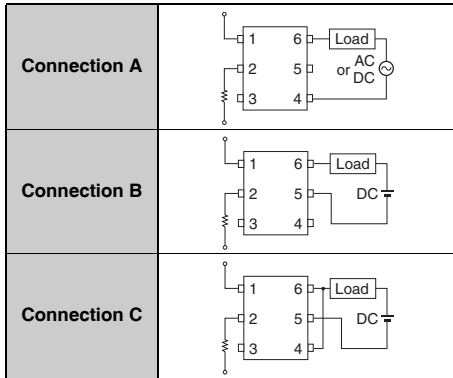 Connection A
1 6 Load
2 5 or AC DC
3 4
Connection B
1 6 Load
2 5 DC
3 4
Connection C
1 6 Load
2 5 DC
3 4